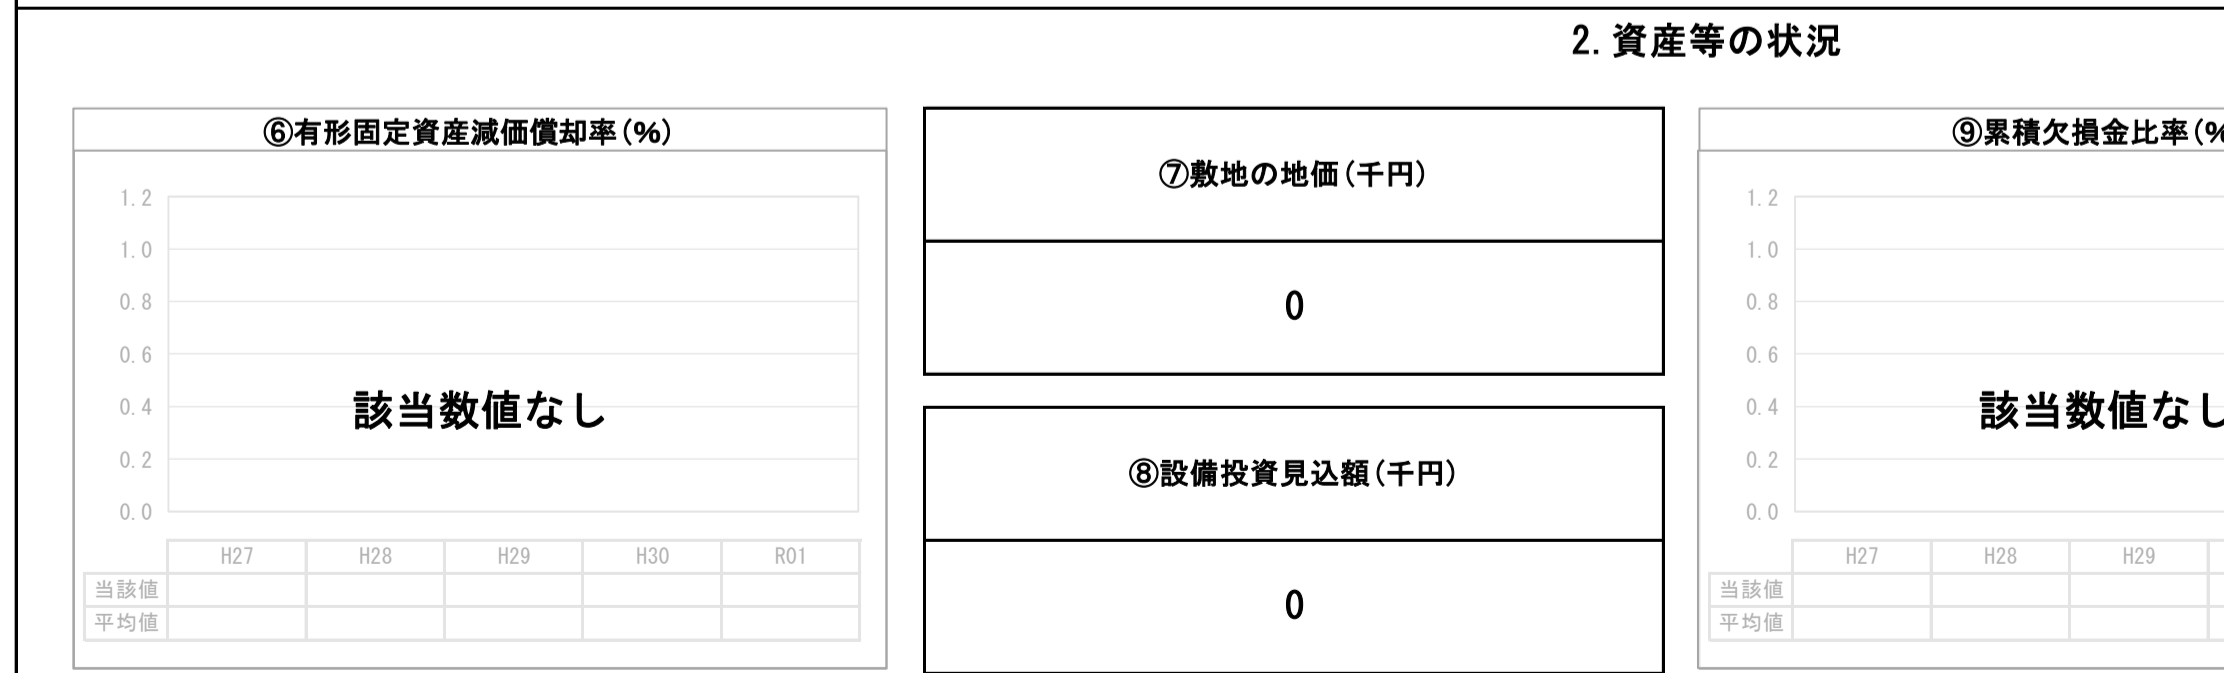 2. 資産等の状況
⑥有形固定資産減価償却率(%)
1.2
1.0
0.8
0.6
0.4
0.2
0.0
該当数値なし
H27 H28 H29 H30 R01
当該値
平均値
⑦敷地の地価(千円)
0
⑧設備投資見込額(千円)
0
⑨累積欠損金比率(%
1.2
1.0
0.8
0.6
0.4
0.2
0.0
該当数値なし
H27 H28 H29
当該値
平均値